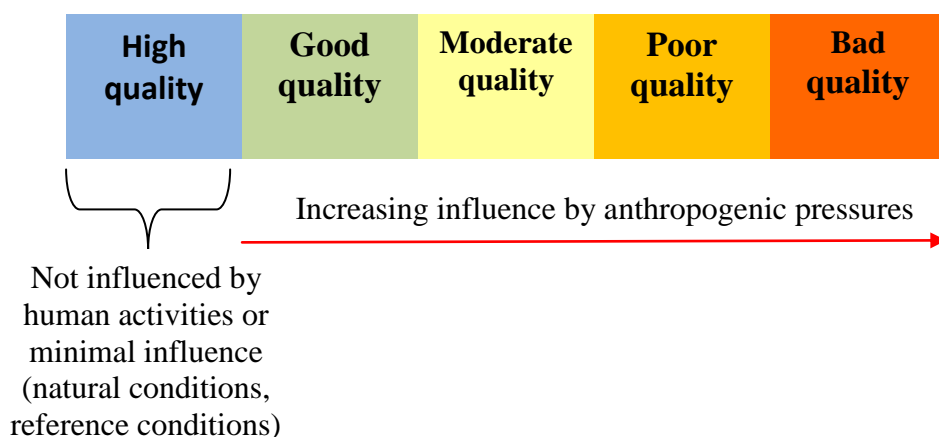 High
quality
Good
quality
Moderate
quality
Poor
quality
Bad
quality
Increasing influence by anthropogenic pressures
Not influenced by
human activities or
minimal influence
(natural conditions,
reference conditions)